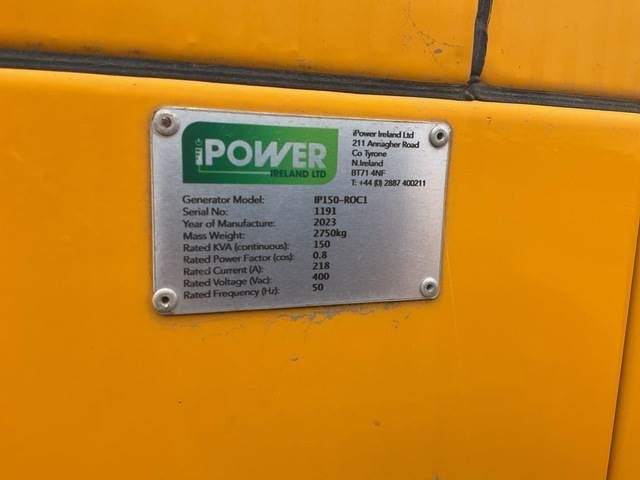 POWER
IRELAND LTD
iPower Ireland Ltd
211 Annagher Road
Co Tyrone
N.Ireland
BT71 4NF
T: +44 (0) 2887 400211
Generator Model: IP150-ROC1
Serial No: 1191
Year of Manufacture: 2023
Mass Weight: 2750kg
Rated KVA (continuous): 150
Rated Power Factor (cos): 0.8
Rated Current (A): 218
Rated Voltage (Vac): 400
Rated Frequency (Hz): 50